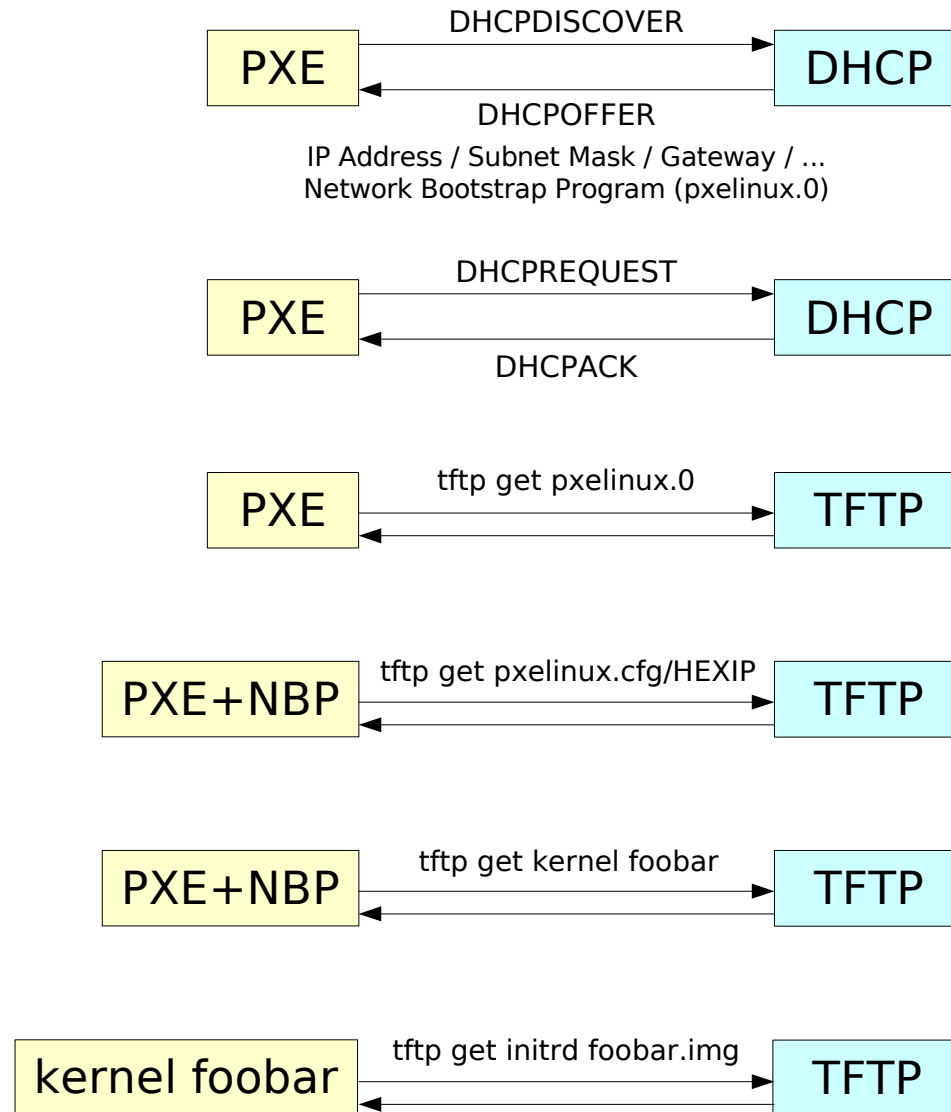 DHCPDISCOVER
PXE
DHCP
DHCPOFFER
IP Address / Subnet Mask / Gateway / ...
Network Bootstrap Program (pxelinux.0)
DHCPREQUEST
PXE
DHCP
DHCPACK
tftp get pxelinux.0
PXE
TFTP
tftp get pxelinux.cfg/HEXIP
PXE+NBP
TFTP
tftp get kernel foobar
PXE+NBP
TFTP
tftp get initrd foobar.img
kernel foobar
TFTP